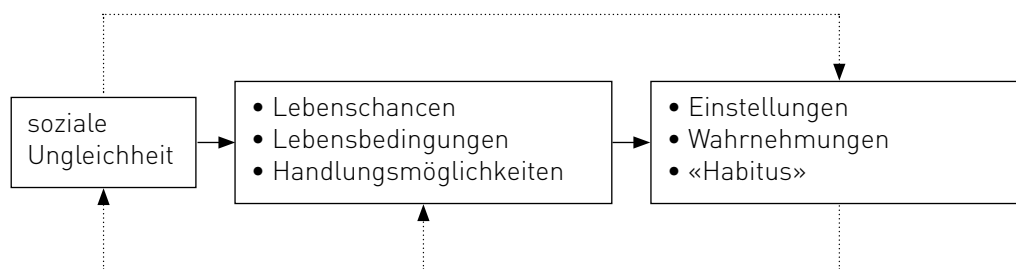 soziale
Ungleichheit
• Lebenschancen
• Lebensbedingungen
• Handlungsmöglichkeiten
• Einstellungen
• Wahrnehmungen
• «Habitus»